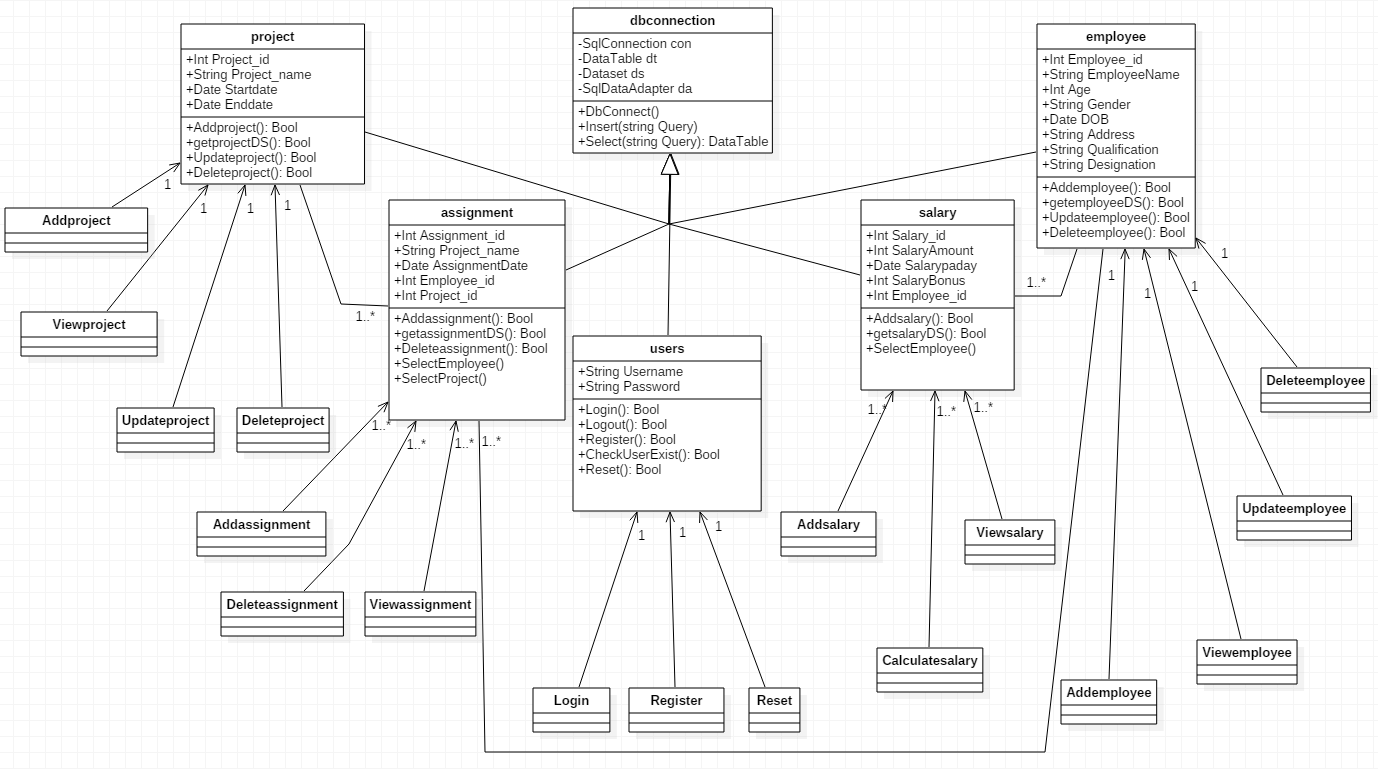 project
+Int Project_id
+String Project_name
+Date Startdate
+Date Enddate
+Addproject(): Bool
+getprojectDS(): Bool
+Updateproject(): Bool
+Deleteproject(): Bool
dbconnection
-SqlConnection con
-DataTable dt
-Dataset ds
-SqlDataAdapter da
+DbConnect()
+Insert(string Query)
+Select(string Query): DataTable
employee
+Int Employee_id
+String EmployeeName
+Int Age
+String Gender
+Date DOB
+String Address
+String Qualification
+String Designation
+Addemployee(): Bool
+getemployeeDS(): Bool
+Updateemployee(): Bool
+Deleteemployee(): Bool
1
1
1
1
Addproject
Viewproject
Updateproject
Deleteproject
1..*
assignment
+Int Assignment_id
+String Project_name
+Date AssignmentDate
+Int Employee_id
+Int Project_id
+Addassignment(): Bool
+getassignmentDS(): Bool
+Deleteassignment(): Bool
+SelectEmployee()
+SelectProject()
1..*
1..*
1..*
1..*
Addassignment
Deleteassignment
Viewassignment
users
+String Username
+String Password
+Login(): Bool
+Logout(): Bool
+Register(): Bool
+CheckUserExist(): Bool
+Reset(): Bool
1
1
1
Login
Register
Reset
salary
+Int Salary_id
+Int SalaryAmount
+Date Salarypaday
+Int SalaryBonus
+Int Employee_id
+Addsalary(): Bool
+getsalaryDS(): Bool
+SelectEmployee()
1..*
1..*
1..*
1..*
Addsalary
Viewsalary
Calculatesalary
1
1
1
1
Deleteemployee
Updateemployee
Viewemployee
Addemployee